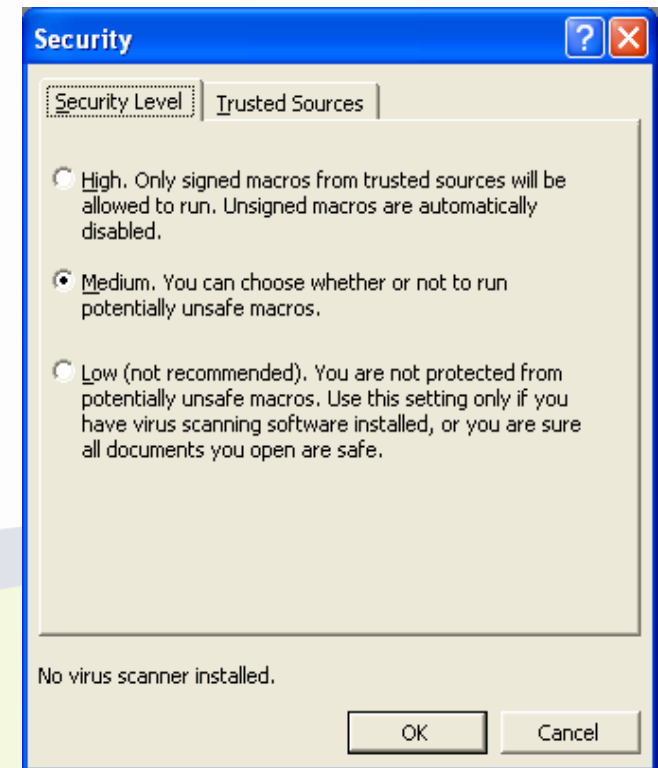 Security
Security Level
Trusted Sources
High. Only signed macros from trusted sources will be
allowed to run. Unsigned macros are automatically
disabled.
Medium. You can choose whether or not to run
potentially unsafe macros.
Low (not recommended). You are not protected from
potentially unsafe macros. Use this setting only if you
have virus scanning software installed, or you are sure
all documents you open are safe.
No virus scanner installed.
OK
Cancel